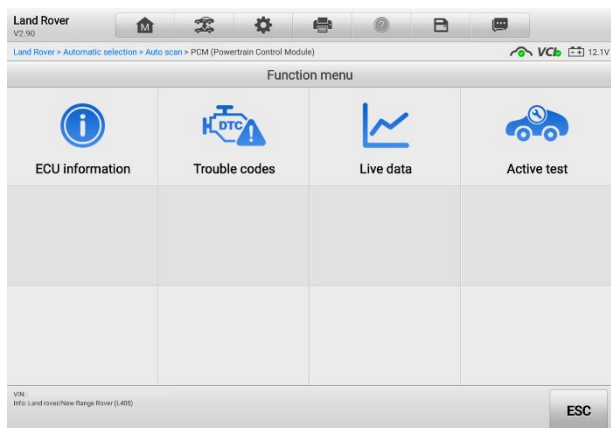 Land Rover
V2.90
M
?
Land Rover > Automatic selection > Auto scan > PCM (Powertrain Control Module)
VCI 12.1V
Function menu
i
DTC
!
ECU information
Trouble codes
Live data
Active test
VIN:
Info: Land rover/New Range Rover (L405)
ESC